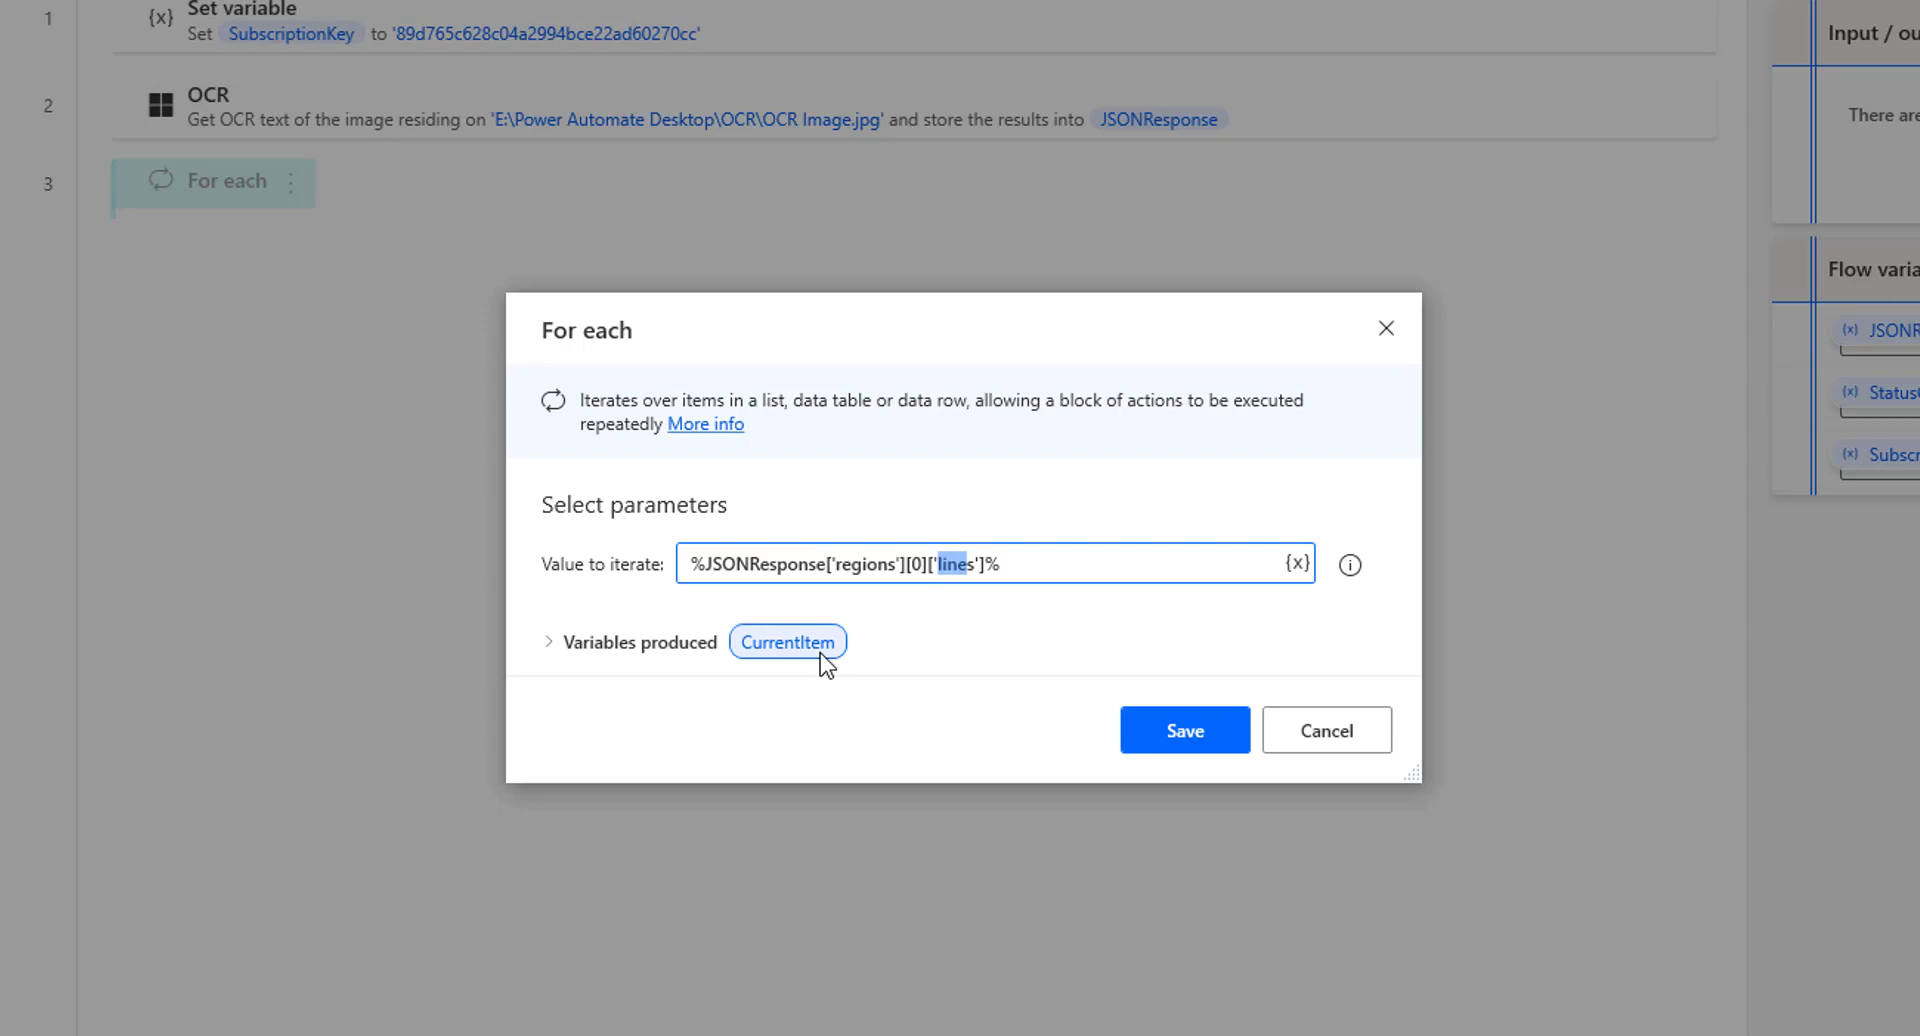 1
{x}
Set variable
Set SubscriptionKey to '89d765c628c04a2994bce22ad60270cc'
2
OCR
Get OCR text of the image residing on 'E:\Power Automate Desktop\OCR\OCR Image.jpg' and store the results into JSONResponse
3
For each
For each
Iterates over items in a list, data table or data row, allowing a block of actions to be executed
repeatedly More info
Select parameters
Value to iterate: %JSONResponse['regions'][0]['lines']% {x}
Variables produced CurrentItem
Save Cancel
Input / ou
There are
Flow varia
{x} JSONR
{x} Status
{x} Subscr